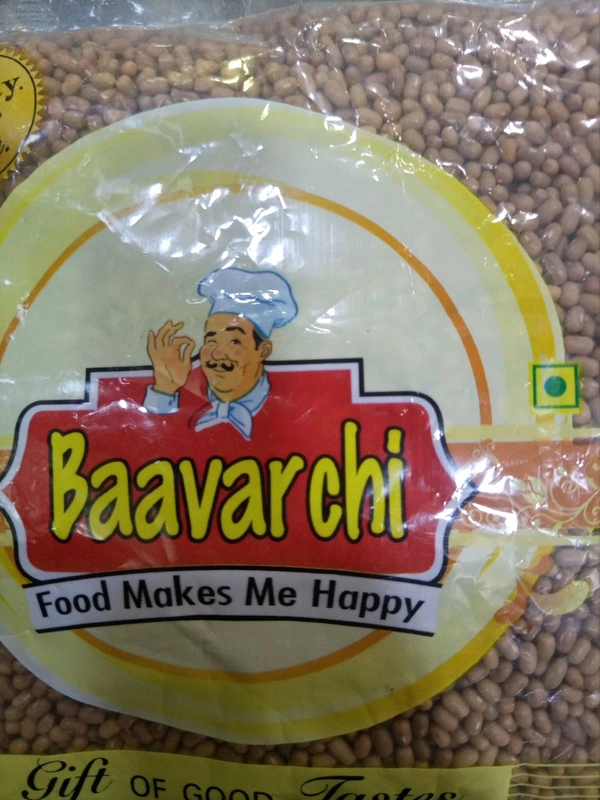 Baavarchi
Food Makes Me Happy
Gift OF GOOD Tastes